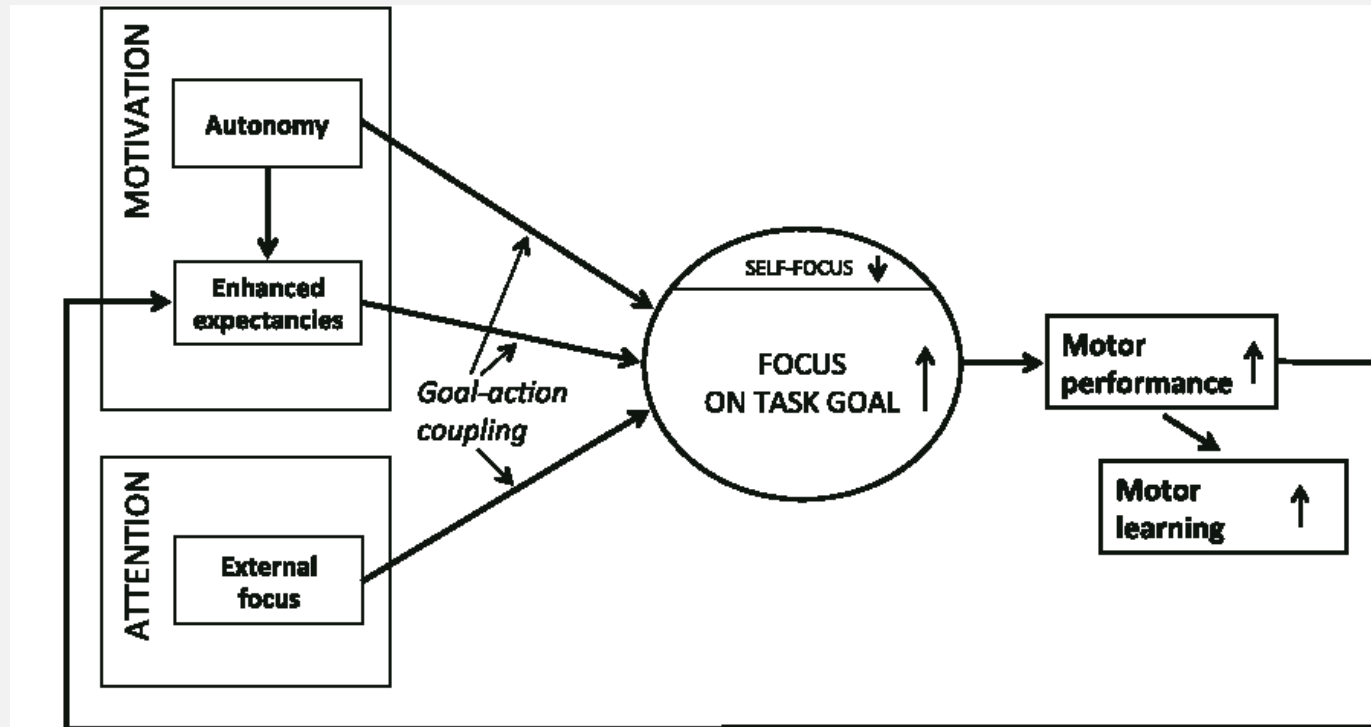 MOTIVATION
Autonomy
Enhanced
expectancies
Goal-action
coupling
ATTENTION
External
focus
SELF-FOCUS
FOCUS
ON TASK GOAL
Motor
performance
Motor
learning